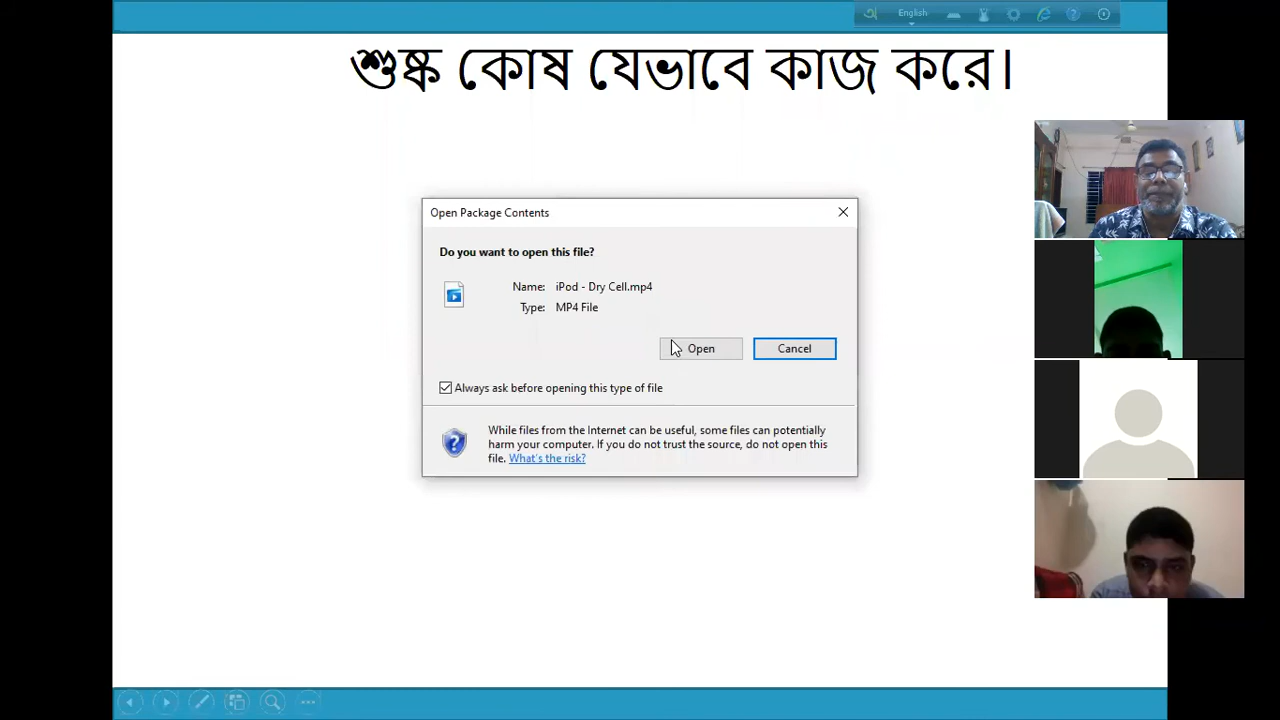 English
শুষ্ক কোষ যেভাবে কাজ করে।
Open Package Contents
Do you want to open this file?
Name: iPod - Dry Cell.mp4
Type: MP4 File
Open Cancel
Always ask before opening this type of file
While files from the Internet can be useful, some files can potentially
harm your computer. If you do not trust the source, do not open this
file. What's the risk?